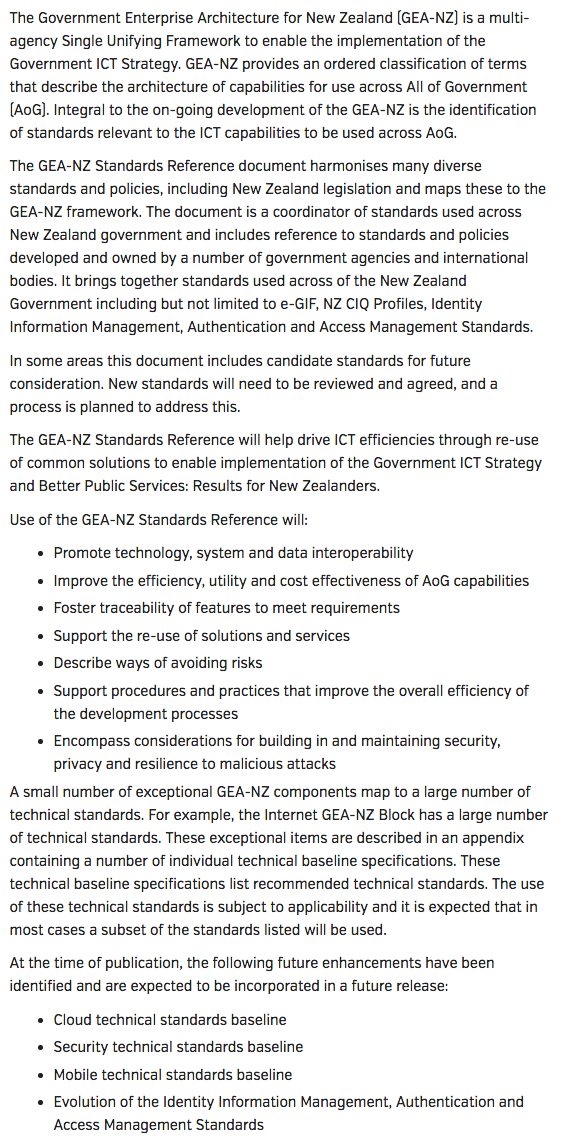 The Government Enterprise Architecture for New Zealand (GEA-NZ) is a multi-
agency Single Unifying Framework to enable the implementation of the
Government ICT Strategy. GEA-NZ provides an ordered classification of terms
that describe the architecture of capabilities for use across All of Government
(AoG). Integral to the on-going development of the GEA-NZ is the identification
of standards relevant to the ICT capabilities to be used across AoG.
The GEA-NZ Standards Reference document harmonises many diverse
standards and policies, including New Zealand legislation and maps these to the
GEA-NZ framework. The document is a coordinator of standards used across
New Zealand government and includes reference to standards and policies
developed and owned by a number of government agencies and international
bodies. It brings together standards used across of the New Zealand
Government including but not limited to e-GIF, NZ CIQ Profiles, Identity
Information Management, Authentication and Access Management Standards.
In some areas this document includes candidate standards for future
consideration. New standards will need to be reviewed and agreed, and a
process is planned to address this.
The GEA-NZ Standards Reference will help drive ICT efficiencies through re-use
of common solutions to enable implementation of the Government ICT Strategy
and Better Public Services: Results for New Zealanders.
Use of the GEA-NZ Standards Reference will:
• Promote technology, system and data interoperability
• Improve the efficiency, utility and cost effectiveness of AoG capabilities
• Foster traceability of features to meet requirements
• Support the re-use of solutions and services
• Describe ways of avoiding risks
• Support procedures and practices that improve the overall efficiency of
the development processes
• Encompass considerations for building in and maintaining security,
privacy and resilience to malicious attacks
A small number of exceptional GEA-NZ components map to a large number of
technical standards. For example, the Internet GEA-NZ Block has a large number
of technical standards. These exceptional items are described in an appendix
containing a number of individual technical baseline specifications. These
technical baseline specifications list recommended technical standards. The use
of these technical standards is subject to applicability and it is expected that in
most cases a subset of the standards listed will be used.
At the time of publication, the following future enhancements have been
identified and are expected to be incorporated in a future release:
• Cloud technical standards baseline
• Security technical standards baseline
• Mobile technical standards baseline
• Evolution of the Identity Information Management, Authentication and
Access Management Standards